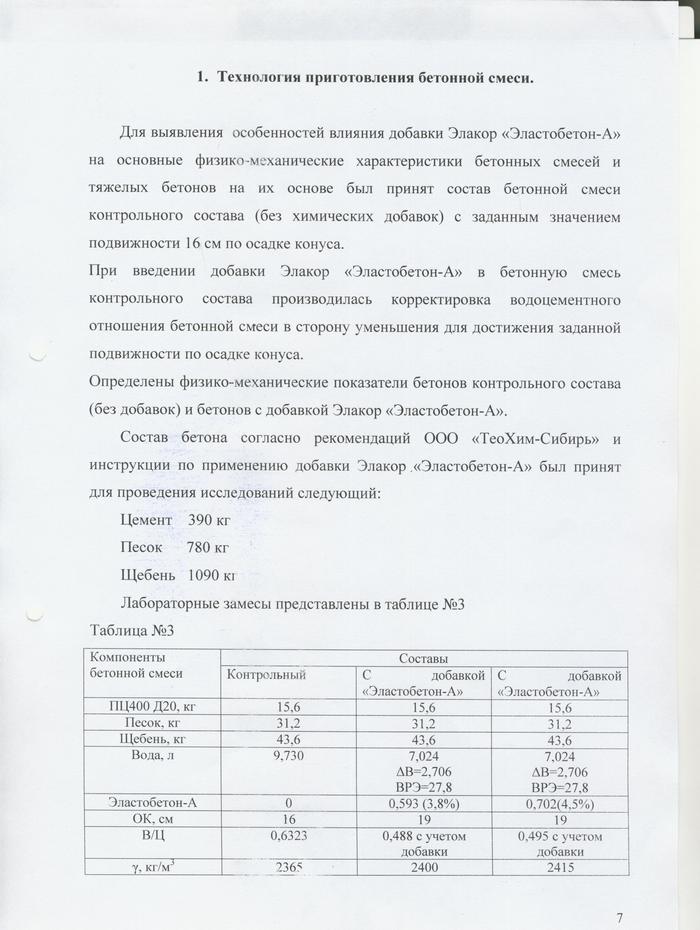 1. Технология приготовления бетонной смеси.
Для выявления особенностей влияния добавки Элакор «Эластобетон-А»
на основные физико-механические характеристики бетонных смесей и
тяжелых бетонов на их основе был принят состав бетонной смеси
контрольного состава (без химических добавок) с заданным значением
подвижности 16 см по осадке конуса.
При введении добавки Элакор «Эластобетон-А» в бетонную смесь
контрольного состава производилась корректировка водоцементного
отношения бетонной смеси в сторону уменьшения для достижения заданной
подвижности по осадке конуса.
Определены физико-механические показатели бетонов контрольного состава
(без добавок) и бетонов с добавкой Элакор «Эластобетон-А».
Состав бетона согласно рекомендаций ООО «ТеоХим-Сибирь» и
инструкции по применению добавки Элакор «Эластобетон-А» был принят
для проведения исследований следующий:
Цемент 390 кг
Песок 780 кг
Щебень 1090 кг
Лабораторные замесы представлены в таблице №3
Таблица №3
Компоненты бетонной смеси Составы
Контрольный С добавкой «Эластобетон-А» С добавкой «Эластобетон-А»
ПЦ400 Д20, кг 15,6 15,6 15,6
Песок, кг 31,2 31,2 31,2
Щебень, кг 43,6 43,6 43,6
Вода, л 9,730 7,024 7,024
ΔВ=2,706 ΔВ=2,706
ВРЭ=27,8 ВРЭ=27,8
Эластобетон-А 0 0,593 (3,8%) 0,702(4,5%)
ОК, см 16 19 19
В/Ц 0,6323 0,488 с учетом добавки 0,495 с учетом добавки
γ, кг/м³ 2365 2400 2415
7